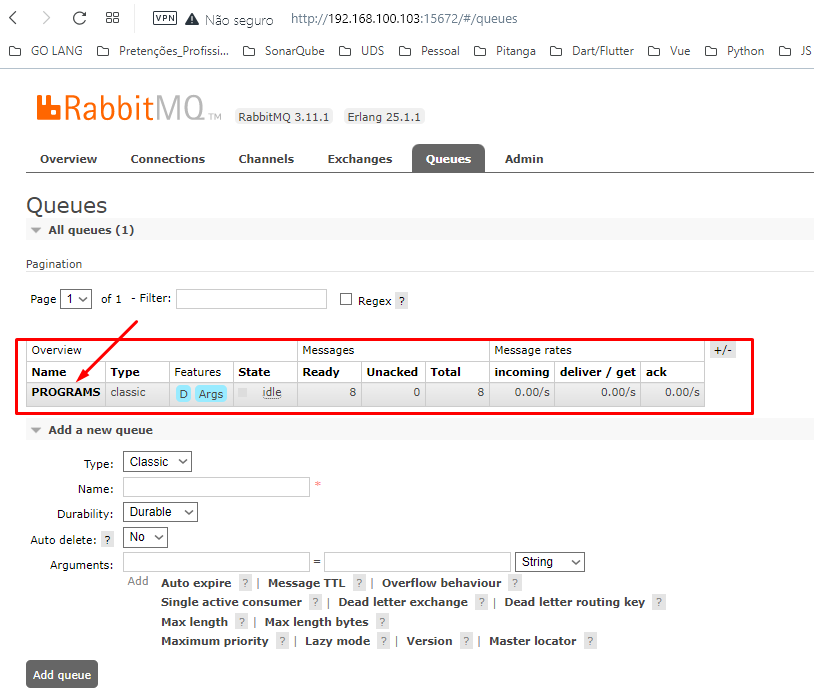 VPN Não seguro http://192.168.100.103:15672/#/queues
GO LANG Pretenções_Profissi... SonarQube UDS Pessoal Pitanga Dart/Flutter Vue Python JS
RabbitMQ TM RabbitMQ 3.11.1 Erlang 25.1.1
Overview Connections Channels Exchanges Queues Admin
Queues
All queues (1)
Pagination
Page 1 of 1 - Filter: Regex ?
Overview Messages Message rates +/-
Name Type Features State Ready Unacked Total incoming deliver / get ack
PROGRAMS classic D Args idle 8 0 8 0.00/s 0.00/s 0.00/s
Add a new queue
Type: Classic
Name: *
Durability: Durable
Auto delete: ? No
Arguments: = String
Add Auto expire ? | Message TTL ? | Overflow behaviour ?
Single active consumer ? | Dead letter exchange ? | Dead letter routing key ?
Max length ? | Max length bytes ?
Maximum priority ? | Lazy mode ? | Version ? | Master locator ?
Add queue